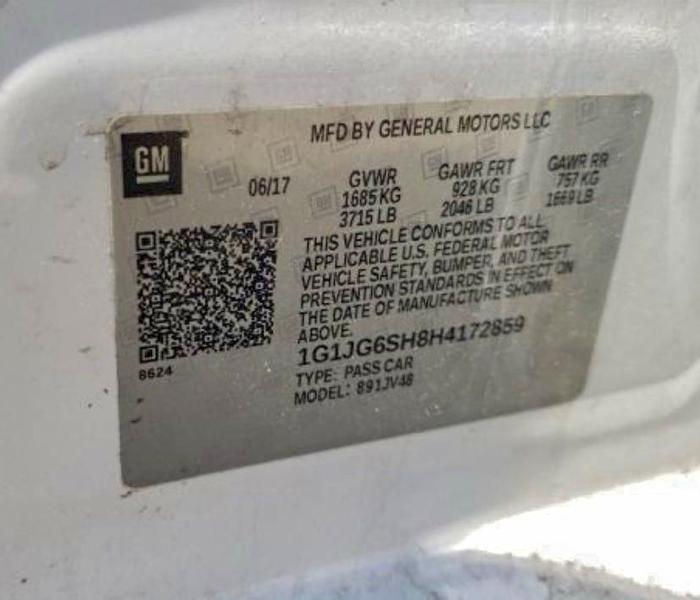 MFD BY GENERAL MOTORS LLC
GM
06/17
GVWR GAWR FRT GAWR RR
1685 KG 928 KG 757 KG
3715 LB 2046 LB 1669 LB
THIS VEHICLE CONFORMS TO ALL
APPLICABLE U.S. FEDERAL MOTOR
VEHICLE SAFETY, BUMPER, AND THEFT
PREVENTION STANDARDS IN EFFECT ON
THE DATE OF MANUFACTURE SHOWN
ABOVE.
1G1JG6SH8H4172859
TYPE: PASS CAR
MODEL: 891JV48
8624